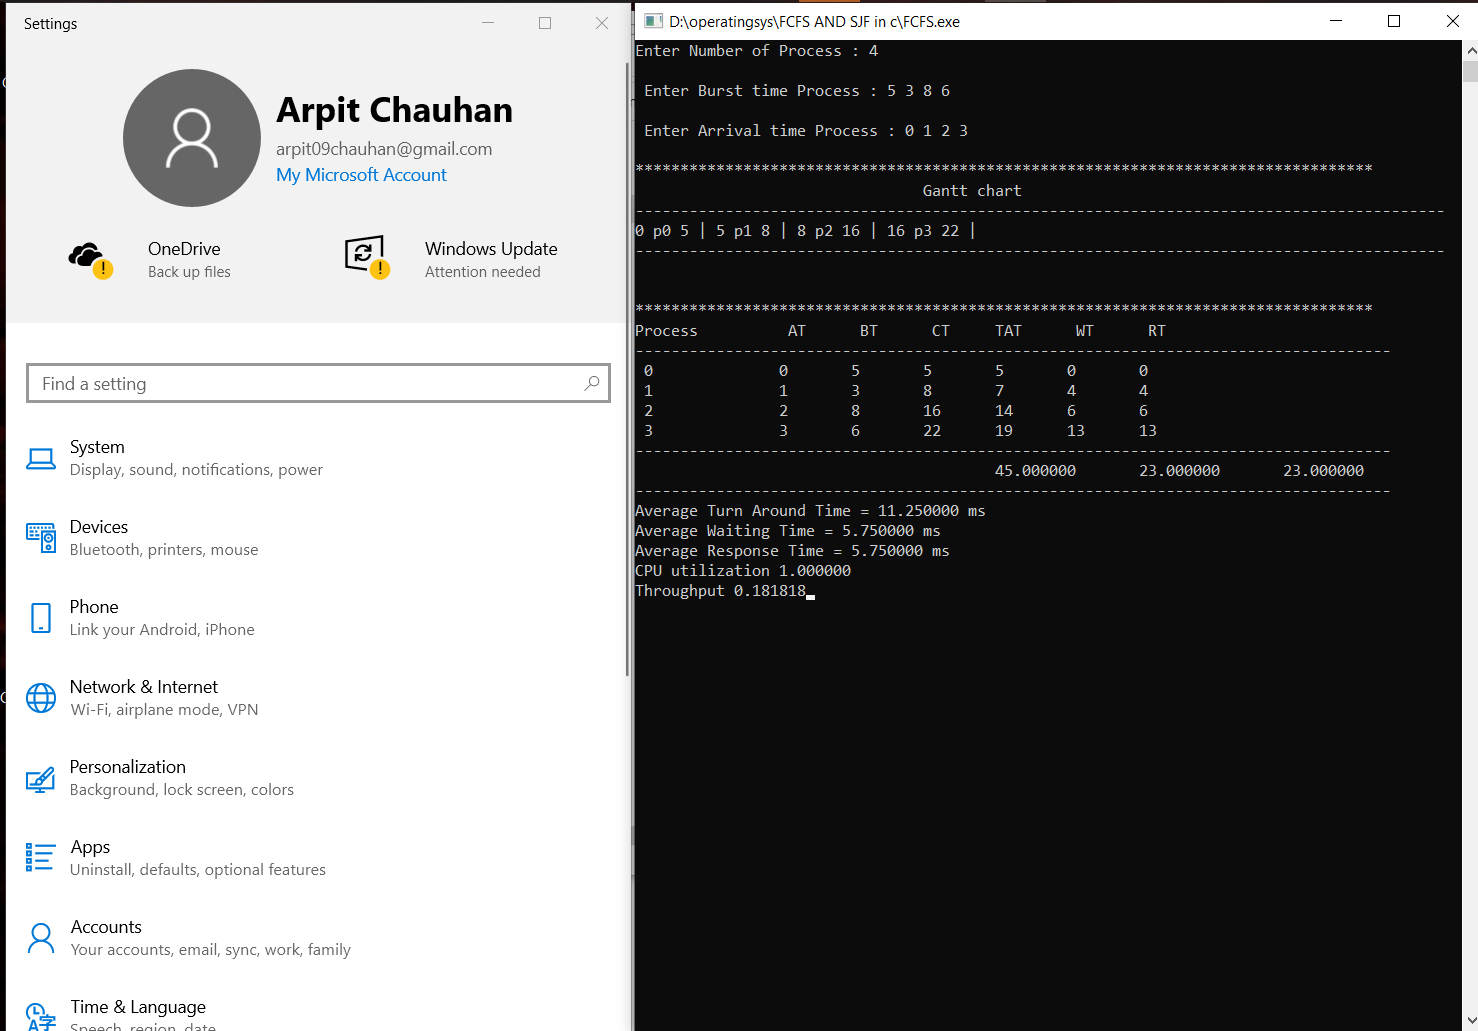 Settings
Arpit Chauhan
arpit09chauhan@gmail.com
My Microsoft Account
OneDrive
Back up files
Windows Update
Attention needed
Find a setting
System
Display, sound, notifications, power
Devices
Bluetooth, printers, mouse
Phone
Link your Android, iPhone
Network & Internet
Wi-Fi, airplane mode, VPN
Personalization
Background, lock screen, colors
Apps
Uninstall, defaults, optional features
Accounts
Your accounts, email, sync, work, family
Time & Language
Speech, region, date
D:\operatingsys\FCFS AND SJF in c\FCFS.exe
Enter Number of Process : 4
Enter Burst time Process : 5 3 8 6
Enter Arrival time Process : 0 1 2 3
**********************************************************************************
Gantt chart
------------------------------------------------------------------------------------------
0 p0 5 | 5 p1 8 | 8 p2 16 | 16 p3 22 |
------------------------------------------------------------------------------------------
**********************************************************************************
Process AT BT CT TAT WT RT
------------------------------------------------------------------------------------
0 0 5 5 5 0 0
1 1 3 8 7 4 4
2 2 8 16 14 6 6
3 3 6 22 19 13 13
------------------------------------------------------------------------------------
45.000000 23.000000 23.000000
------------------------------------------------------------------------------------
Average Turn Around Time = 11.250000 ms
Average Waiting Time = 5.750000 ms
Average Response Time = 5.750000 ms
CPU utilization 1.000000
Throughput 0.181818